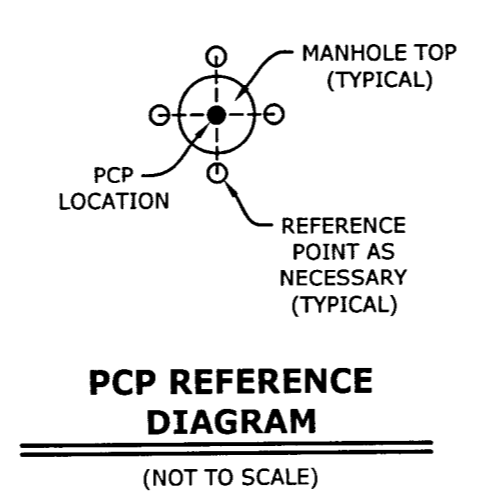 MANHOLE TOP
(TYPICAL)
PCP
LOCATION
REFERENCE
POINT AS
NECESSARY
(TYPICAL)
PCP REFERENCE
DIAGRAM
(NOT TO SCALE)